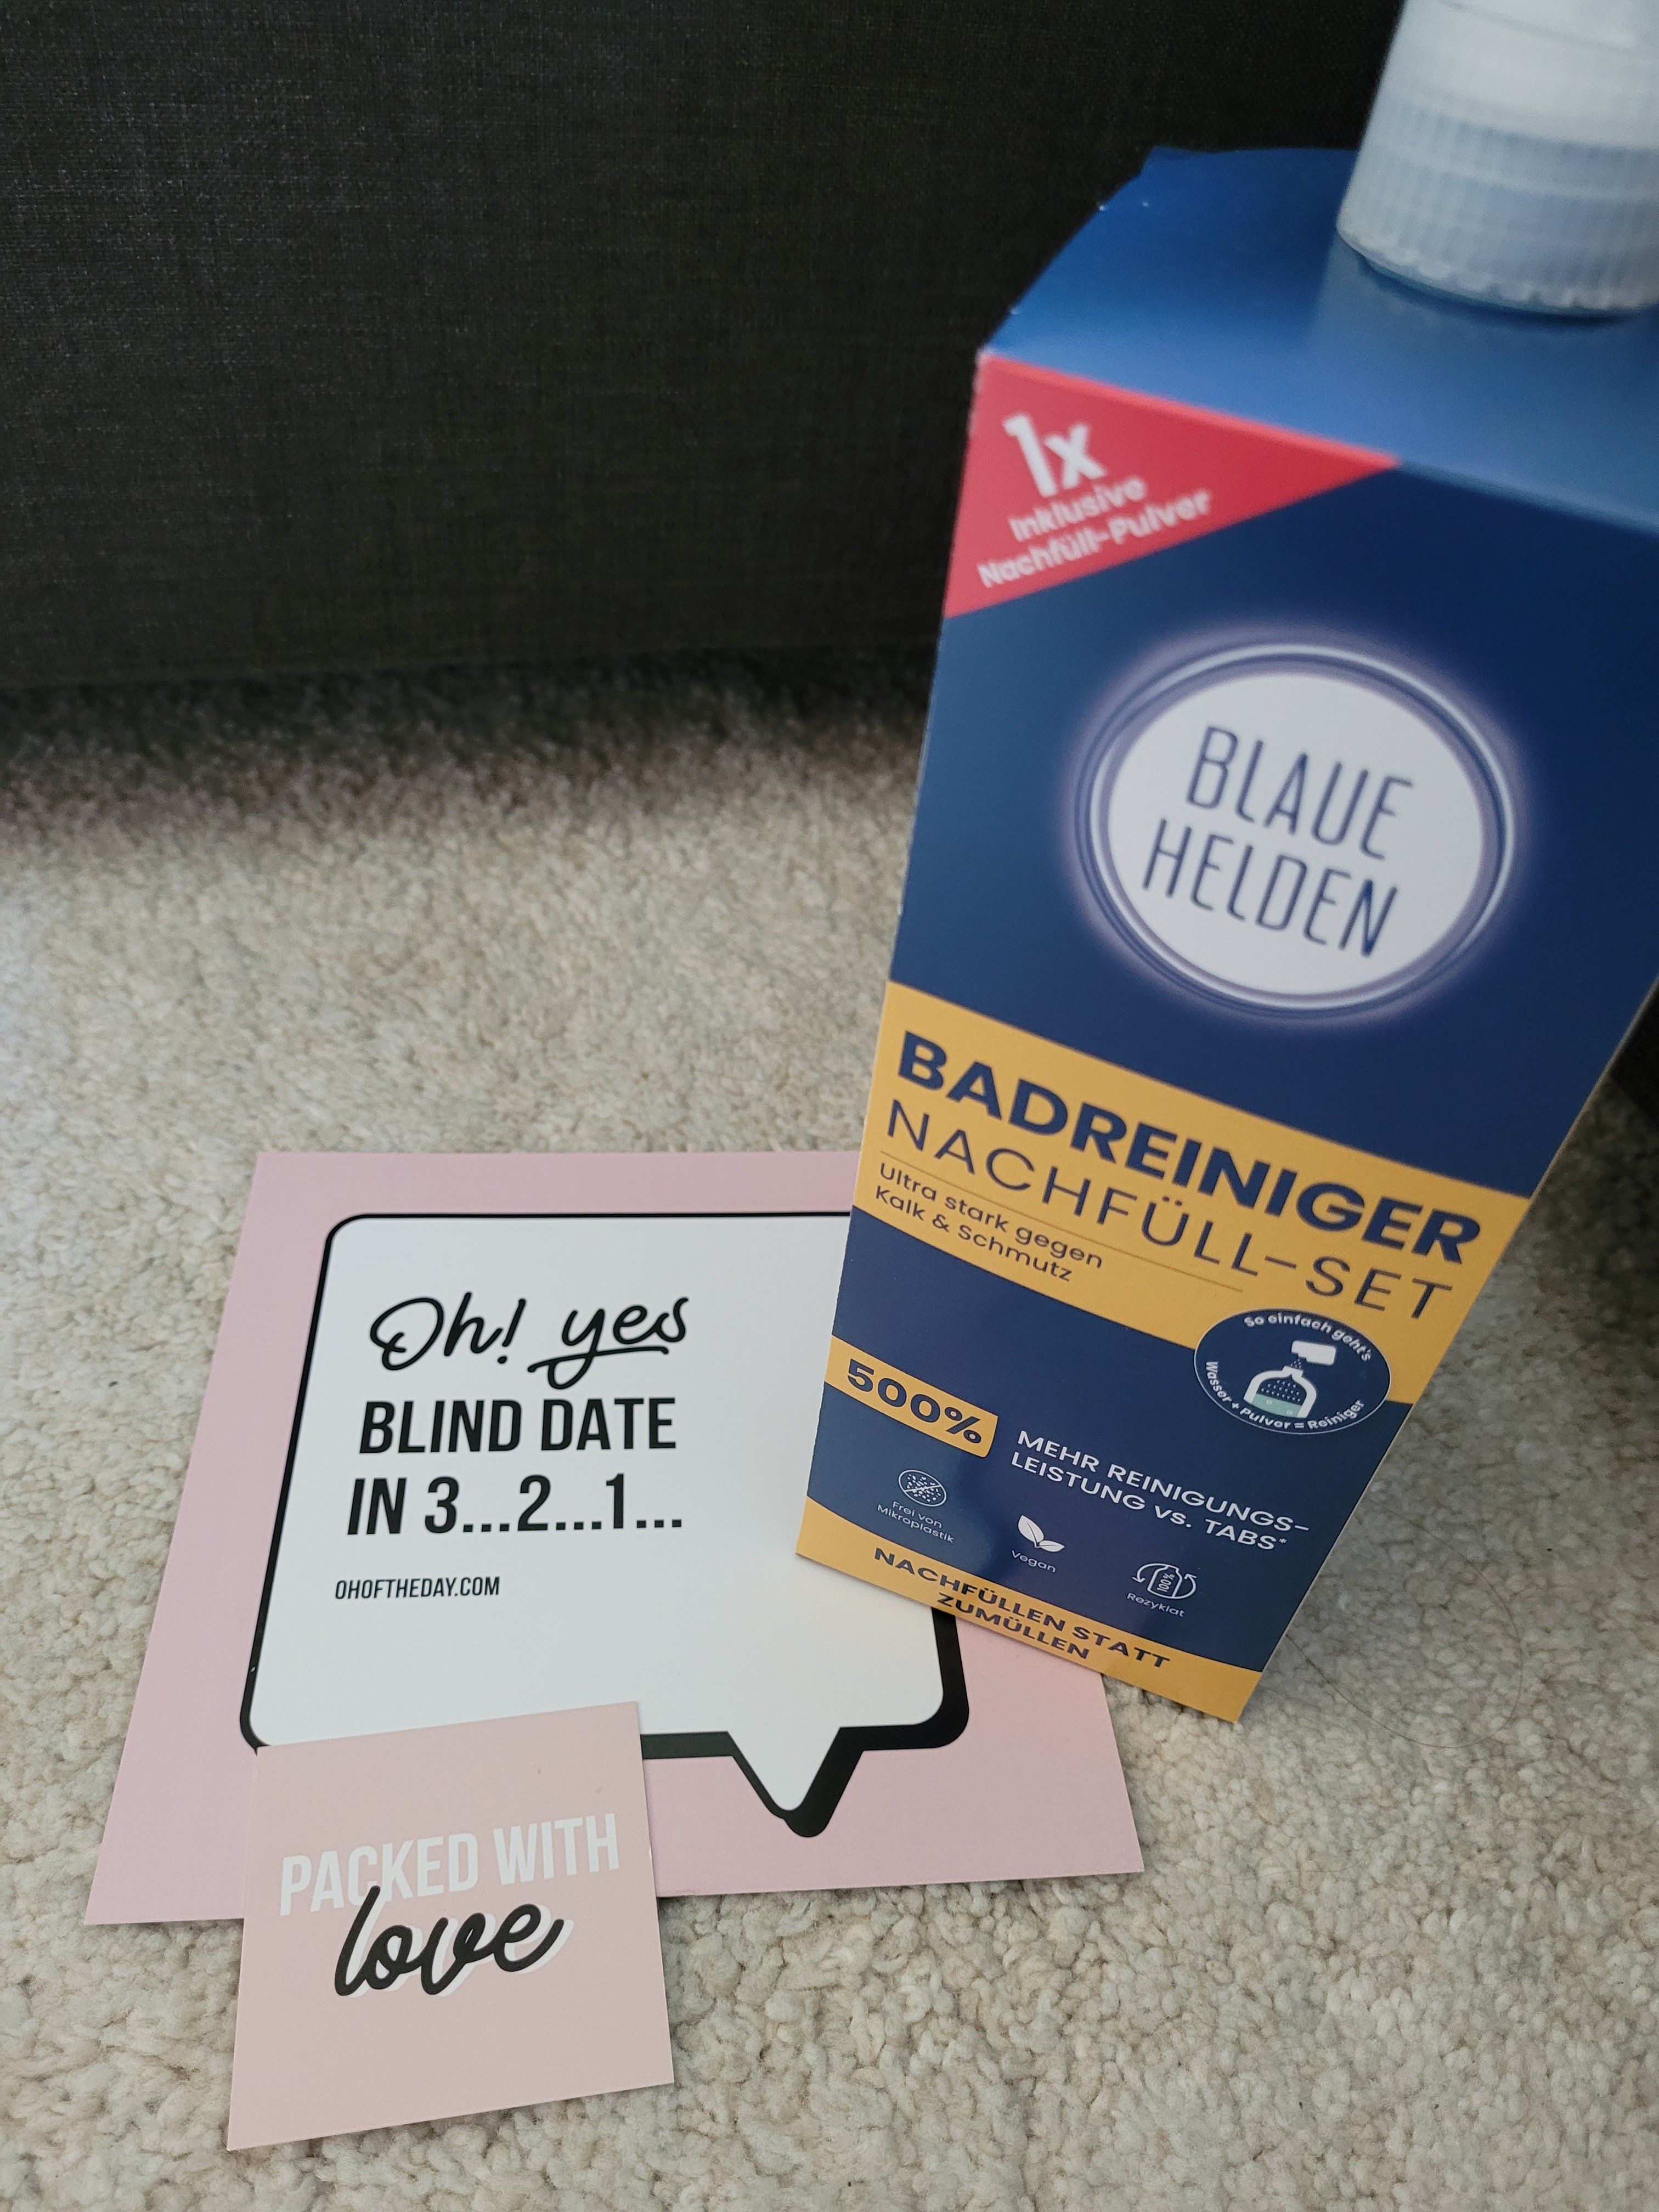 1x
Inklusive
Nachfüll-Pulver
BLAUE
HELDEN
BADREINIGER
NACHFÜLL-SET
Ultra stark gegen
Kalk & Schmutz
So einfach geht's
Wasser + Pulver = Reiniger
500%
MEHR REINIGUNGS-
LEISTUNG vs. TABS*
Frei von
Mikroplastik
Vegan
100%
Rezyklat
NACHFÜLLEN STATT
ZUMÜLLEN
Oh! yes
BLIND DATE
IN 3...2...1...
OHOFTHEDAY.COM
PACKED WITH
love